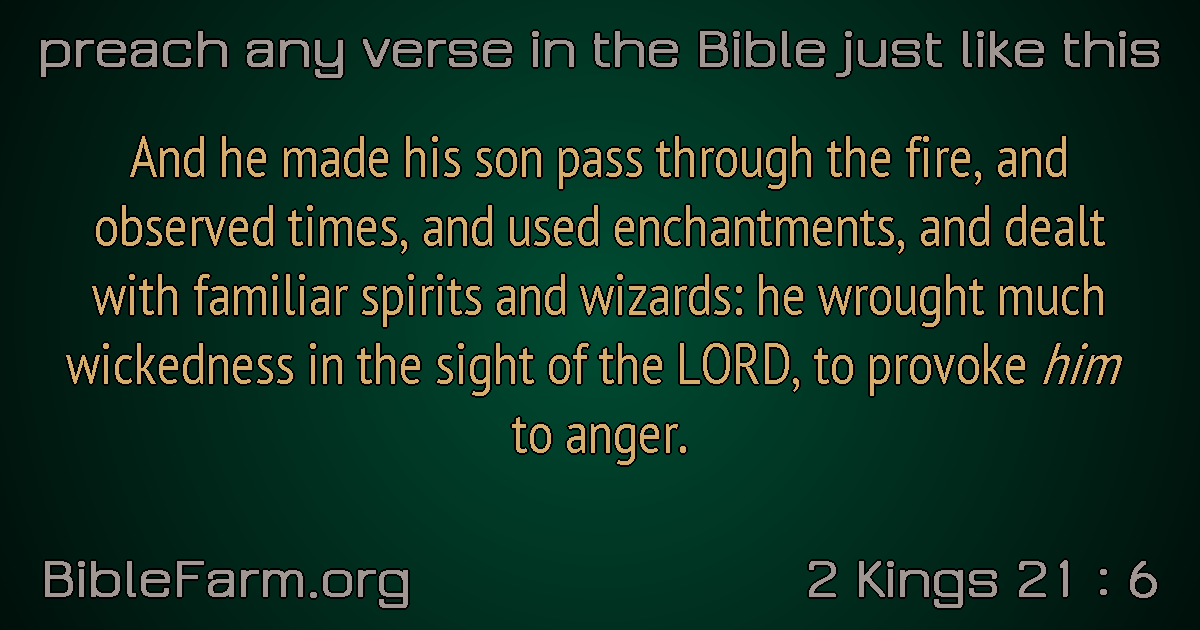 preach any verse in the Bible just like this
And he made his son pass through the fire, and
observed times, and used enchantments, and dealt
with familiar spirits and wizards: he wrought much
wickedness in the sight of the LORD, to provoke him
to anger.
BibleFarm.org
2 Kings 21 : 6